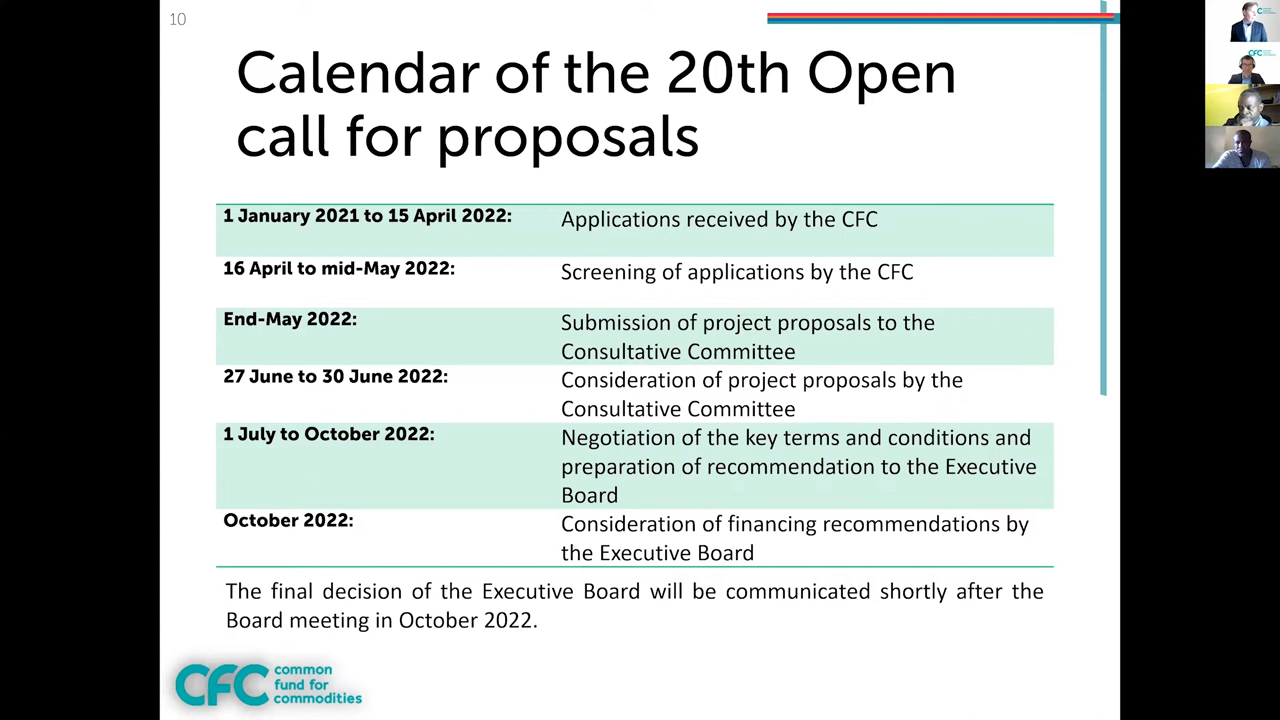 10
Calendar of the 20th Open
call for proposals
1 January 2021 to 15 April 2022:
Applications received by the CFC
16 April to mid-May 2022:
Screening of applications by the CFC
End-May 2022:
Submission of project proposals to the
Consultative Committee
27 June to 30 June 2022:
Consideration of project proposals by the
Consultative Committee
1 July to October 2022:
Negotiation of the key terms and conditions and
preparation of recommendation to the Executive
Board
October 2022:
Consideration of financing recommendations by
the Executive Board
The final decision of the Executive Board will be communicated shortly after the
Board meeting in October 2022.
CFC
common
fund for
commodities
CFC